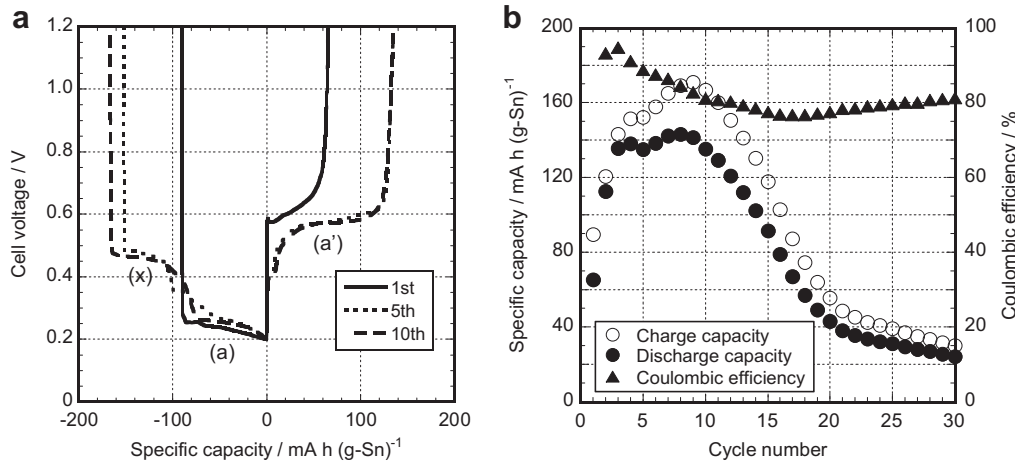 a
1.2
1.0
0.8
0.6
0.4
0.2
0
-200
-100
0
100
200
Cell voltage / V
Specific capacity / mA h (g-Sn)⁻¹
(x)
(a)
(a')
1st
5th
10th
b
200
160
120
80
40
0
0
5
10
15
20
25
30
100
80
60
40
20
0
Specific capacity / mA h (g-Sn)⁻¹
Coulombic efficiency / %
Cycle number
Charge capacity
Discharge capacity
Coulombic efficiency